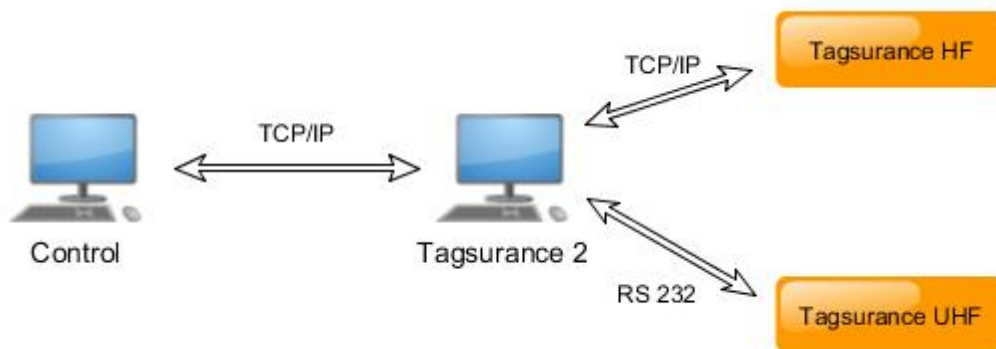 Tagsurance HF
TCP/IP
TCP/IP
Control
Tagsurance 2
RS 232
Tagsurance UHF